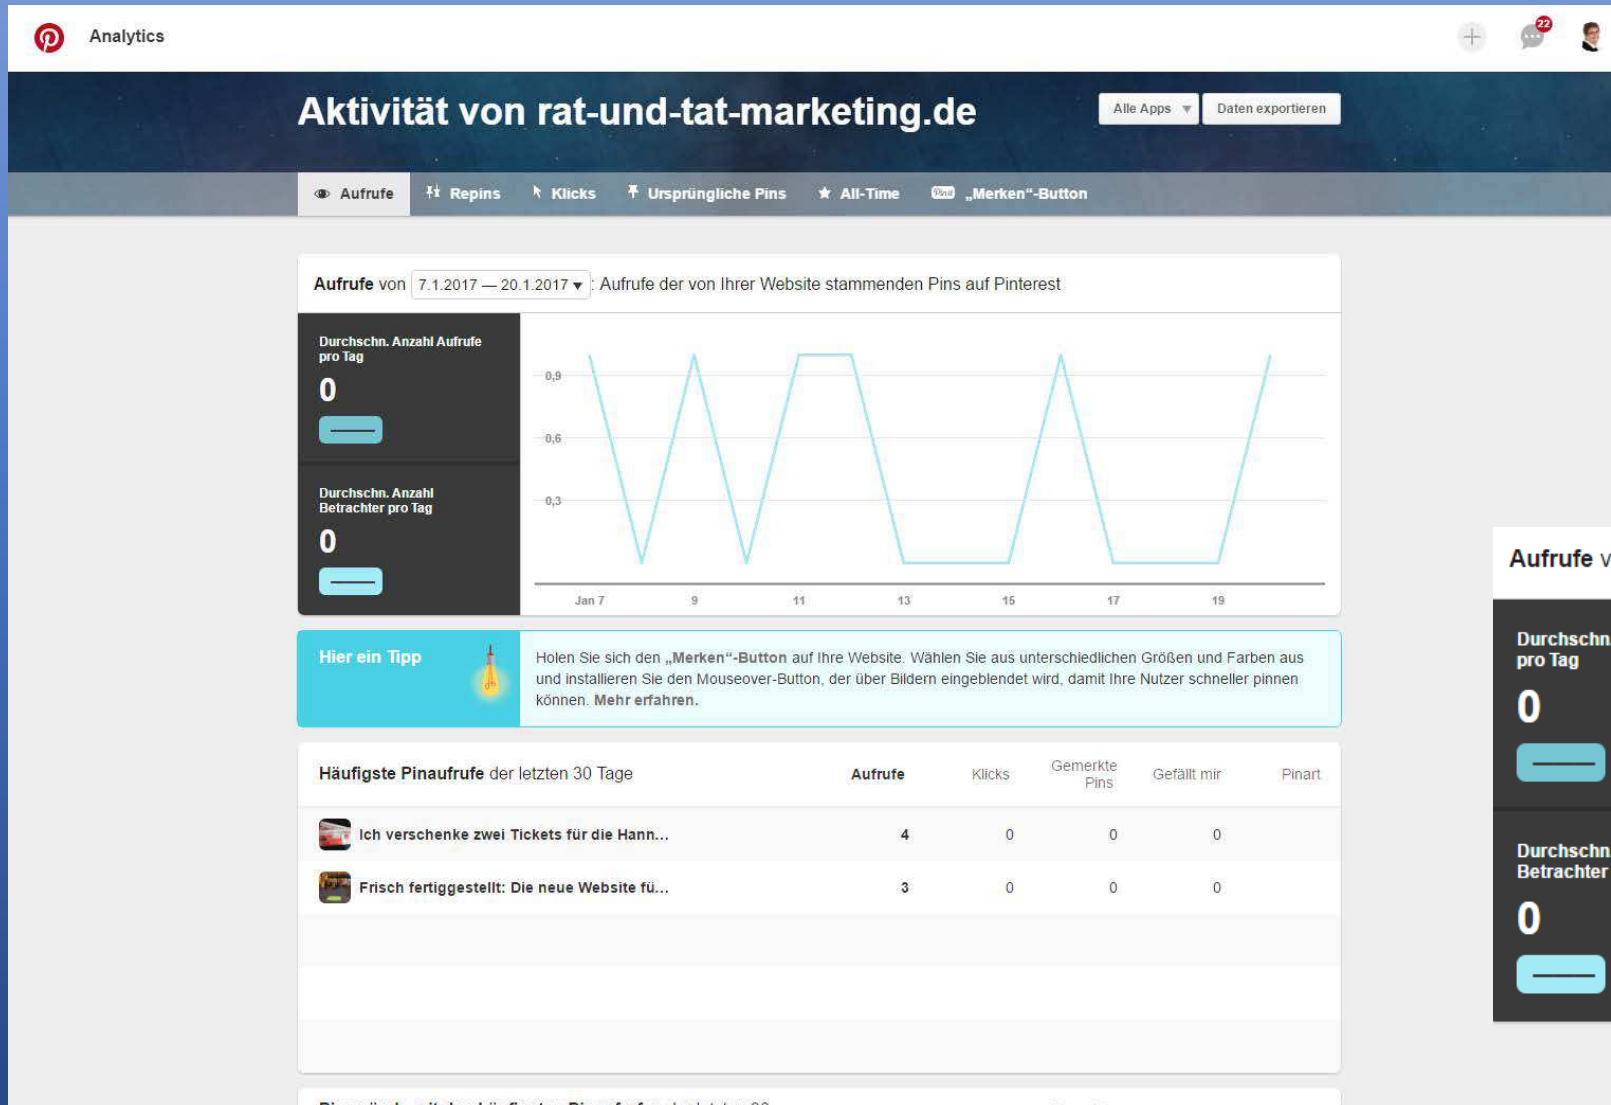 Analytics
22
Aktivität von rat-und-tat-marketing.de
Alle Apps
Daten exportieren
Aufrufe
Repins
Klicks
Ursprüngliche Pins
All-Time
„Merken“-Button
Aufrufe von 7.1.2017 — 20.1.2017 : Aufrufe der von Ihrer Website stammenden Pins auf Pinterest
Durchschn. Anzahl Aufrufe
pro Tag
0
Durchschn. Anzahl
Betrachter pro Tag
0
0,9
0,6
0,3
Jan 7 9 11 13 15 17 19
Hier ein Tipp
Holen Sie sich den „Merken“-Button auf Ihre Website. Wählen Sie aus unterschiedlichen Größen und Farben aus
und installieren Sie den Mouseover-Button, der über Bildern eingeblendet wird, damit Ihre Nutzer schneller pinnen
können. Mehr erfahren.
Häufigste Pinaufrufe der letzten 30 Tage
Aufrufe
Klicks
Gemerkte
Pins
Gefällt mir
Pinart
Ich verschenke zwei Tickets für die Hann... 4 0 0 0
Frisch fertiggestellt: Die neue Website fü... 3 0 0 0
Aufrufe v
Durchschn.
pro Tag
0
Durchschn.
Betrachter
0